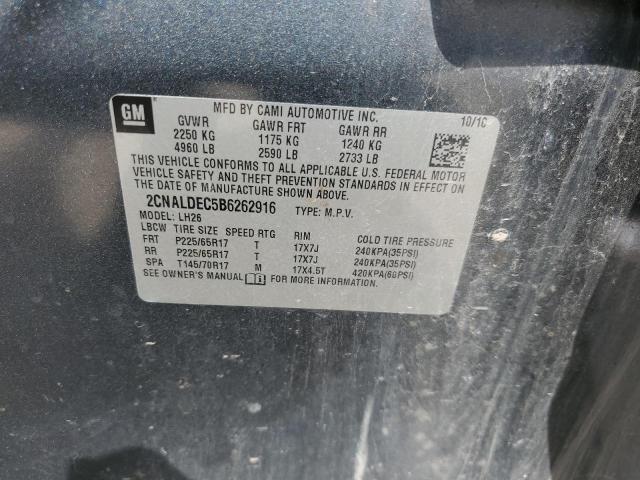 GM
MFD BY CAMI AUTOMOTIVE INC. 10/10
GVWR GAWR FRT GAWR RR
2250 KG 1175 KG 1240 KG
4960 LB 2590 LB 2733 LB
THIS VEHICLE CONFORMS TO ALL APPLICABLE U.S. FEDERAL MOTOR
VEHICLE SAFETY AND THEFT PREVENTION STANDARDS IN EFFECT ON
THE DATE OF MANUFACTURE SHOWN ABOVE.
2CNALDEC5B6262916 TYPE: M.P.V.
MODEL: LH26
LBCW TIRE SIZE SPEED RTG RIM COLD TIRE PRESSURE
FRT P225/65R17 T 17X7J 240KPA(35PSI)
RR P225/65R17 T 17X7J 240KPA(35PSI)
SPA T145/70R17 M 17X4.5T 420KPA(60PSI)
SEE OWNER'S MANUAL FOR MORE INFORMATION.